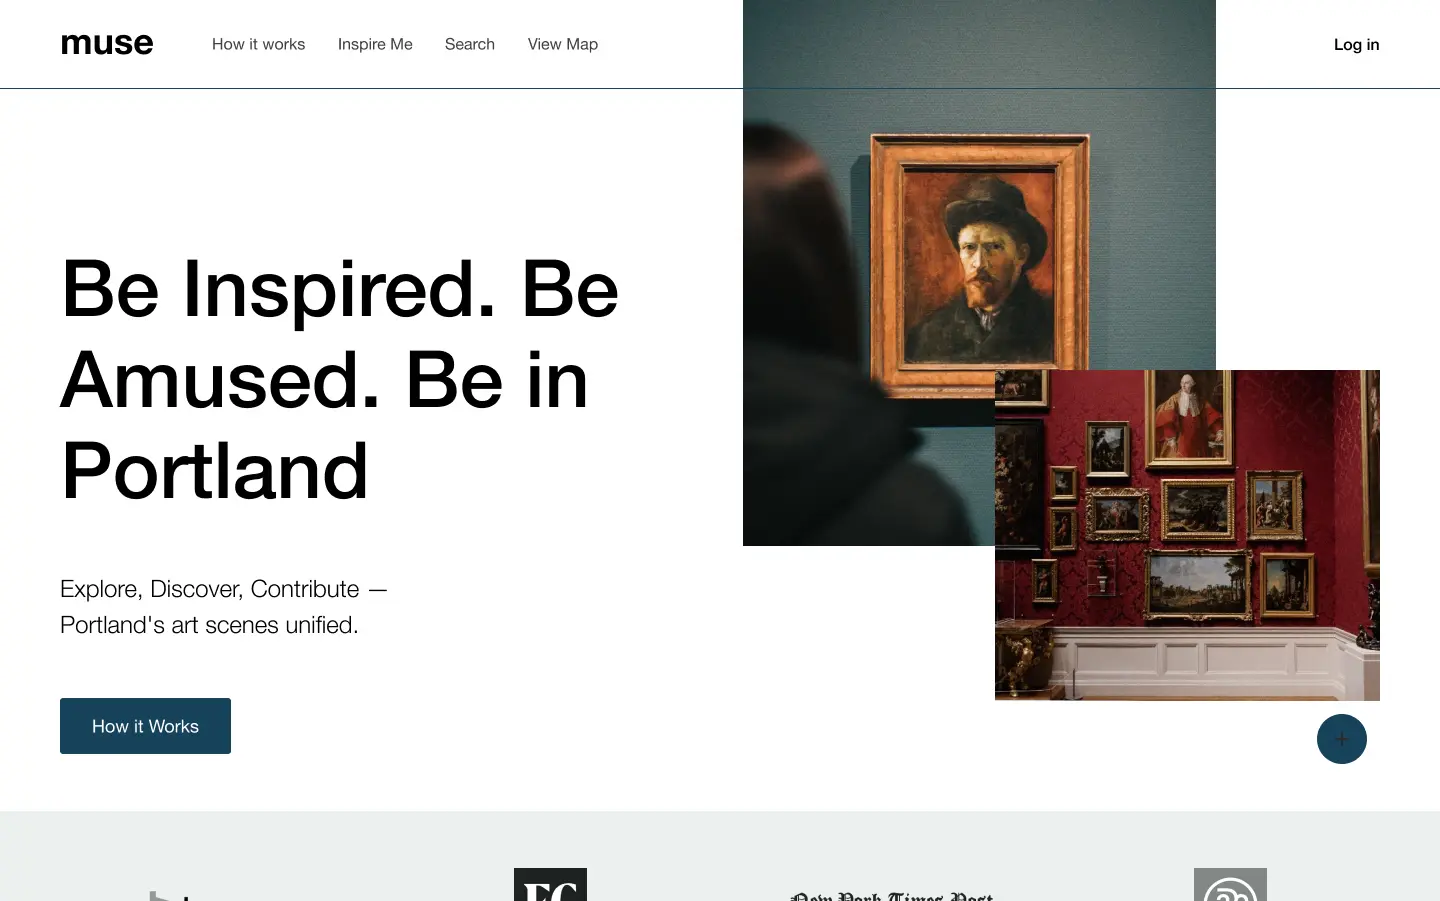 muse
How it works
Inspire Me
Search
View Map
Log in
Be Inspired. Be
Amused. Be in
Portland
Explore, Discover, Contribute —
Portland's art scenes unified.
How it Works
+
EC
New York Times Post